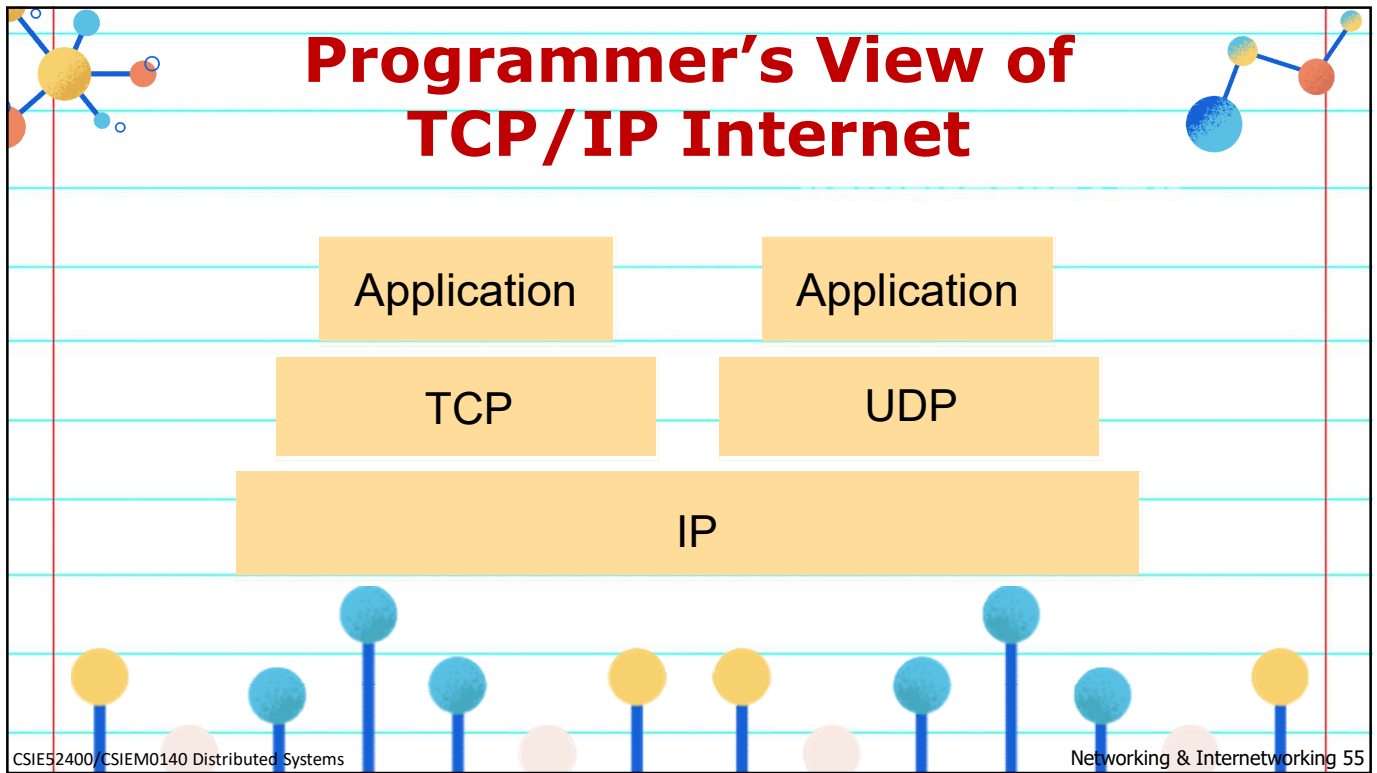 Programmer’s View of
TCP/IP Internet
Application
Application
TCP
UDP
IP
CSIE52400/CSIEM0140 Distributed Systems
Networking & Internetworking 55